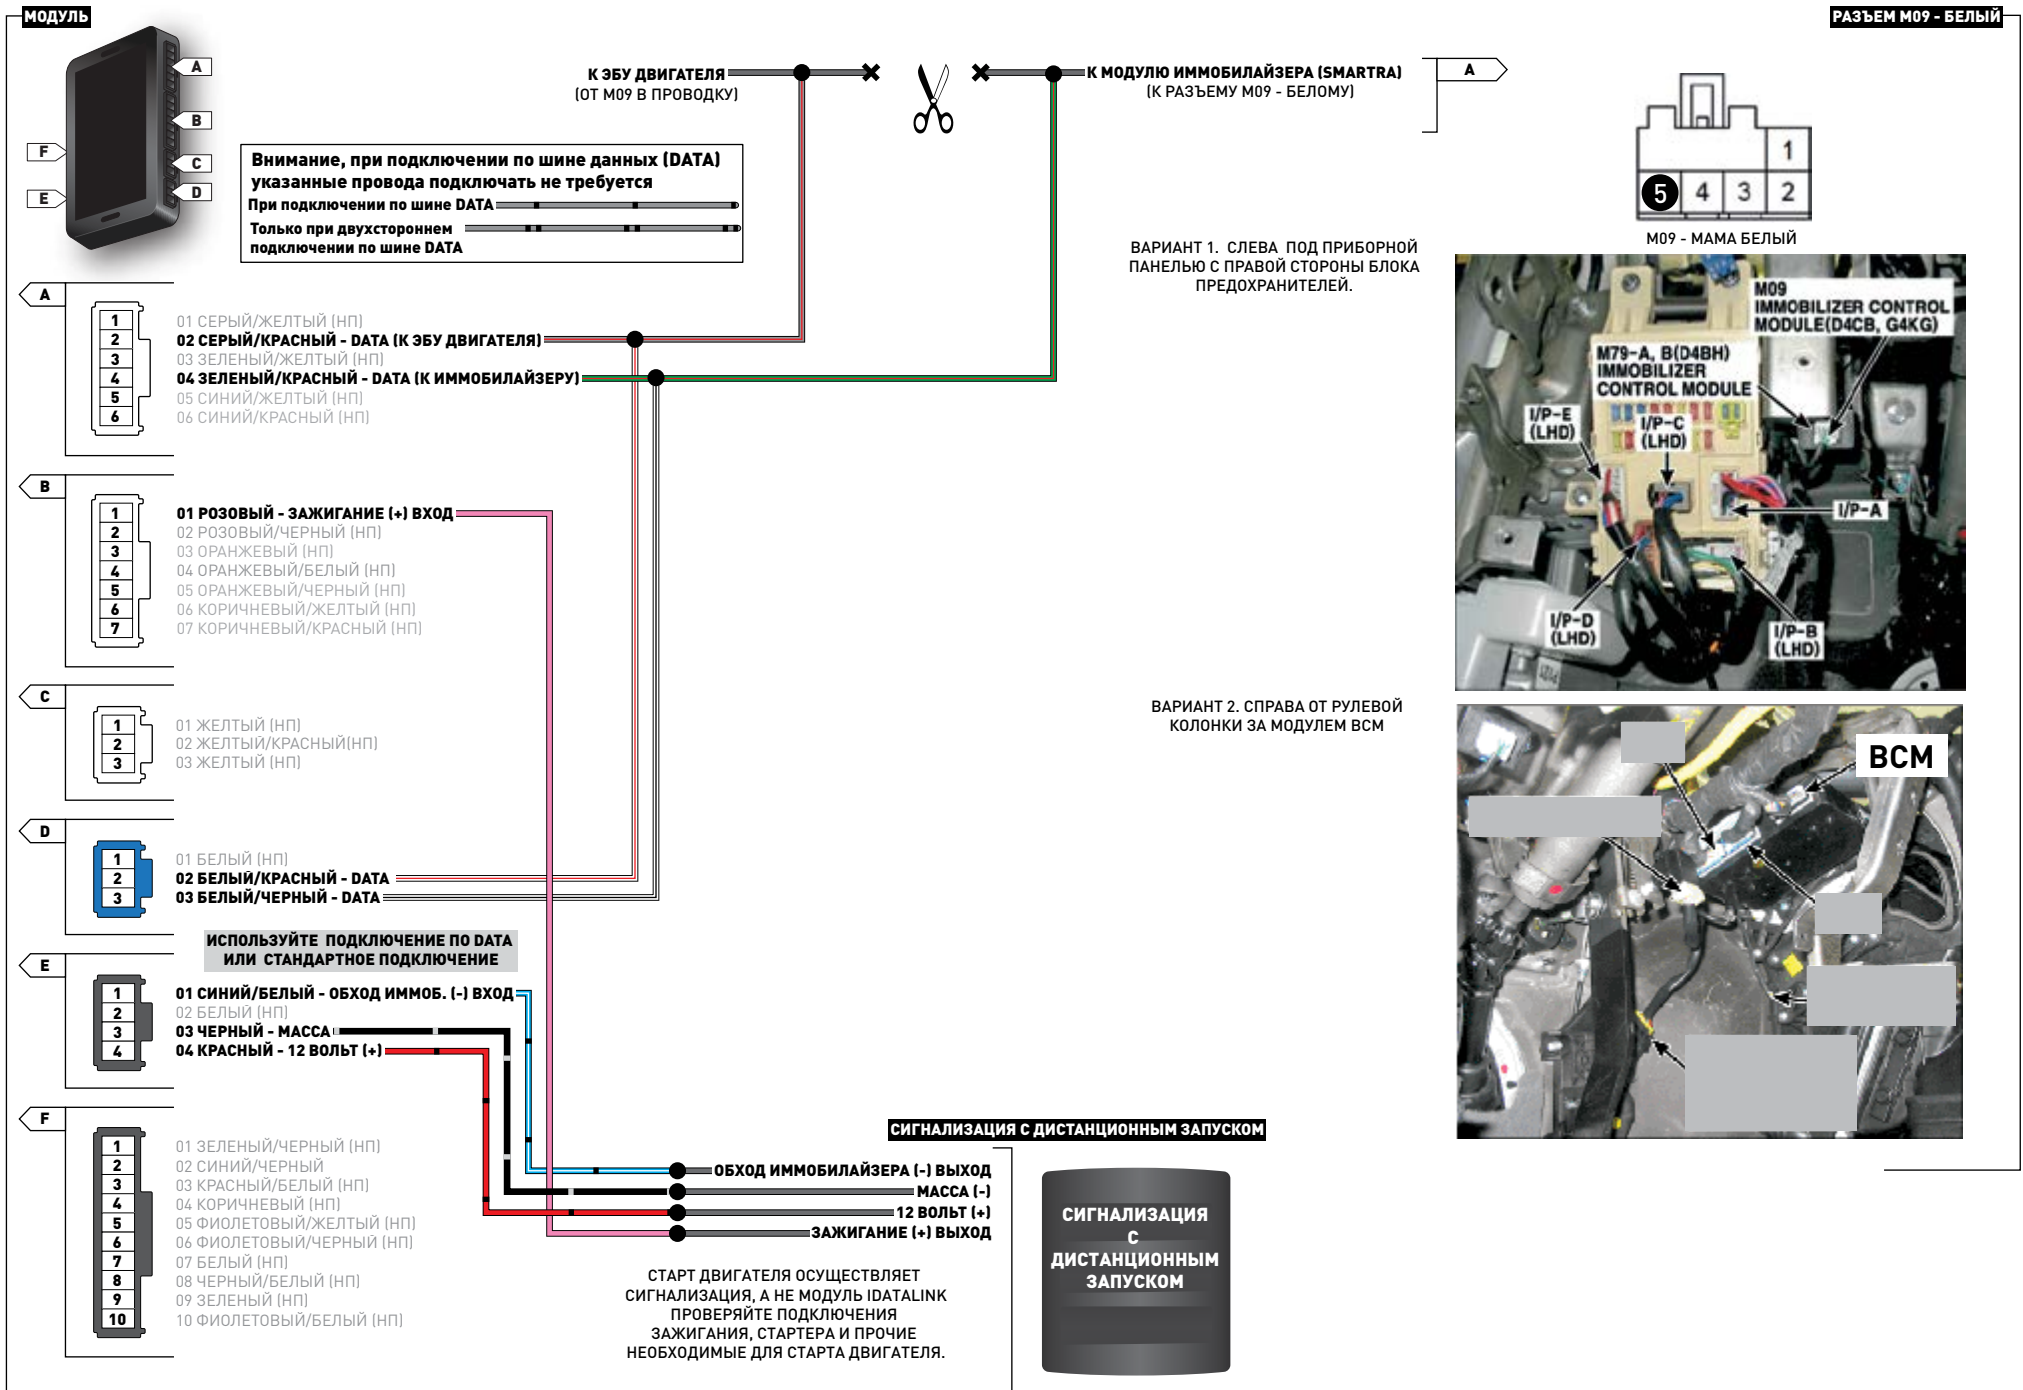 МОДУЛЬ
РАЗЪЕМ M09 - БЕЛЫЙ
A
B
C
D
F
E
К ЭБУ ДВИГАТЕЛЯ
(ОТ М09 В ПРОВОДКУ)
К МОДУЛЮ ИММОБИЛАЙЗЕРА (SMARTRA)
(К РАЗЪЕМУ М09 - БЕЛОМУ)
A
Внимание, при подключении по шине данных (DATA)
указанные провода подключать не требуется
При подключении по шине DATA
Только при двухстороннем
подключении по шине DATA
1
5 4 3 2
М09 - МАМА БЕЛЫЙ
ВАРИАНТ 1. СЛЕВА ПОД ПРИБОРНОЙ
ПАНЕЛЬЮ С ПРАВОЙ СТОРОНЫ БЛОКА
ПРЕДОХРАНИТЕЛЕЙ.
M09
IMMOBILIZER CONTROL
MODULE(D4CB, G4KG)
M79-A, B(D4BH)
IMMOBILIZER
CONTROL MODULE
I/P-E
(LHD)
I/P-C
(LHD)
I/P-A
I/P-D
(LHD)
I/P-B
(LHD)
A
1 01 СЕРЫЙ/ЖЕЛТЫЙ (НП)
2 02 СЕРЫЙ/КРАСНЫЙ - DATA (К ЭБУ ДВИГАТЕЛЯ)
3 03 ЗЕЛЕНЫЙ/ЖЕЛТЫЙ (НП)
4 04 ЗЕЛЕНЫЙ/КРАСНЫЙ - DATA (К ИММОБИЛАЙЗЕРУ)
5 05 СИНИЙ/ЖЕЛТЫЙ (НП)
6 06 СИНИЙ/КРАСНЫЙ (НП)
B
1 01 РОЗОВЫЙ - ЗАЖИГАНИЕ (+) ВХОД
2 02 РОЗОВЫЙ/ЧЕРНЫЙ (НП)
3 03 ОРАНЖЕВЫЙ (НП)
4 04 ОРАНЖЕВЫЙ/БЕЛЫЙ (НП)
5 05 ОРАНЖЕВЫЙ/ЧЕРНЫЙ (НП)
6 06 КОРИЧНЕВЫЙ/ЖЕЛТЫЙ (НП)
7 07 КОРИЧНЕВЫЙ/КРАСНЫЙ (НП)
C
1 01 ЖЕЛТЫЙ (НП)
2 02 ЖЕЛТЫЙ/КРАСНЫЙ(НП)
3 03 ЖЕЛТЫЙ (НП)
ВАРИАНТ 2. СПРАВА ОТ РУЛЕВОЙ
КОЛОНКИ ЗА МОДУЛЕМ BCM
BCM
D
1 01 БЕЛЫЙ (НП)
2 02 БЕЛЫЙ/КРАСНЫЙ - DATA
3 03 БЕЛЫЙ/ЧЕРНЫЙ - DATA
ИСПОЛЬЗУЙТЕ ПОДКЛЮЧЕНИЕ ПО DATA
ИЛИ СТАНДАРТНОЕ ПОДКЛЮЧЕНИЕ
E
1 01 СИНИЙ/БЕЛЫЙ - ОБХОД ИММОБ. (-) ВХОД
2 02 БЕЛЫЙ (НП)
3 03 ЧЕРНЫЙ - МАССА
4 04 КРАСНЫЙ - 12 ВОЛЬТ (+)
F
1 01 ЗЕЛЕНЫЙ/ЧЕРНЫЙ (НП)
2 02 СИНИЙ/ЧЕРНЫЙ
3 03 КРАСНЫЙ/БЕЛЫЙ (НП)
4 04 КОРИЧНЕВЫЙ (НП)
5 05 ФИОЛЕТОВЫЙ/ЖЕЛТЫЙ (НП)
6 06 ФИОЛЕТОВЫЙ/ЧЕРНЫЙ (НП)
7 07 БЕЛЫЙ (НП)
8 08 ЧЕРНЫЙ/БЕЛЫЙ (НП)
9 09 ЗЕЛЕНЫЙ (НП)
10 10 ФИОЛЕТОВЫЙ/БЕЛЫЙ (НП)
СИГНАЛИЗАЦИЯ С ДИСТАНЦИОННЫМ ЗАПУСКОМ
ОБХОД ИММОБИЛАЙЗЕРА (-) ВЫХОД
МАССА (-)
12 ВОЛЬТ (+)
ЗАЖИГАНИЕ (+) ВЫХОД
СИГНАЛИЗАЦИЯ
С
ДИСТАНЦИОННЫМ
ЗАПУСКОМ
СТАРТ ДВИГАТЕЛЯ ОСУЩЕСТВЛЯЕТ
СИГНАЛИЗАЦИЯ, А НЕ МОДУЛЬ IDATALINK
ПРОВЕРЯЙТЕ ПОДКЛЮЧЕНИЯ
ЗАЖИГАНИЯ, СТАРТЕРА И ПРОЧИЕ
НЕОБХОДИМЫЕ ДЛЯ СТАРТА ДВИГАТЕЛЯ.